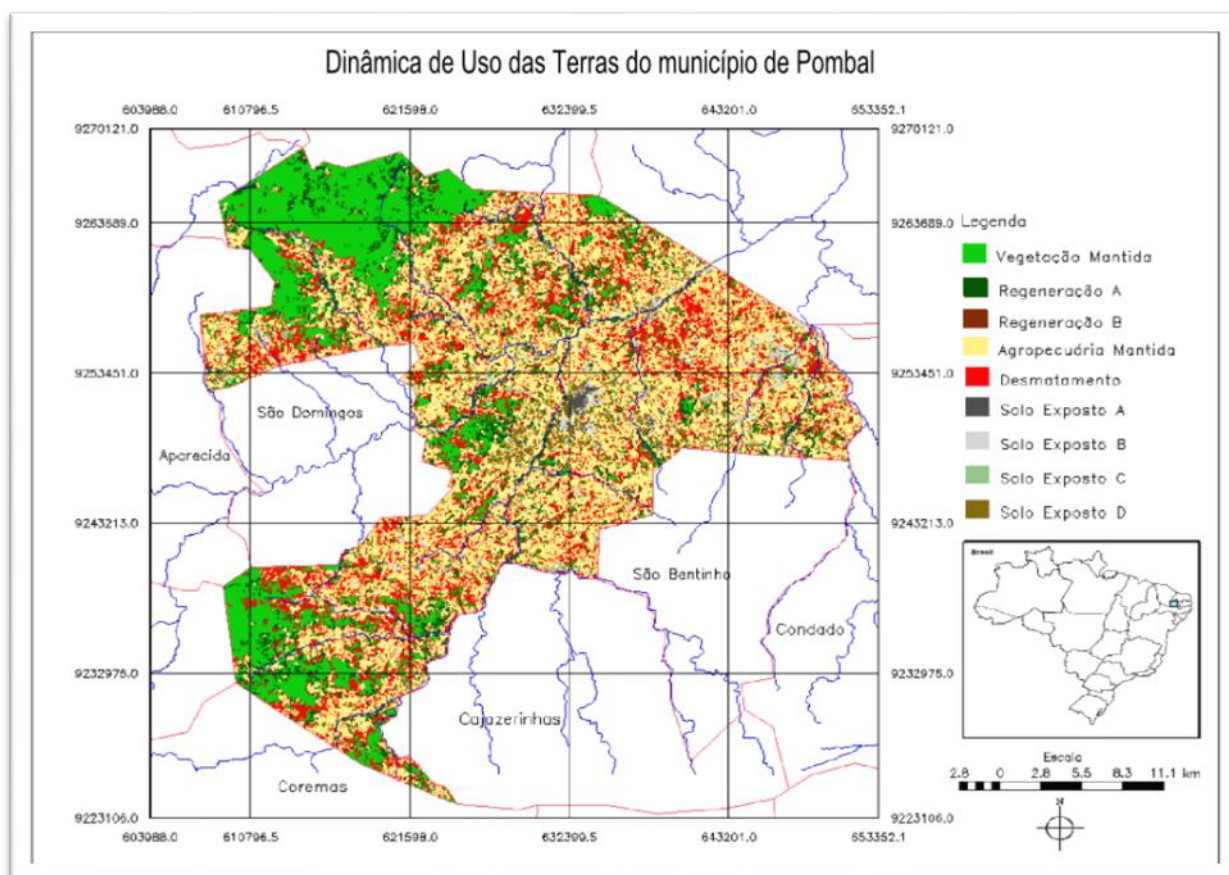 Dinâmica de Uso das Terras do município de Pombal
603988.0 610796.5 621598.0 632399.5 643201.0 653352.1
9270121.0 9270121.0
9263689.0 9263689.0
Legenda
Vegetação Mantida
Regeneração A
Regeneração B
Agropecuária Mantida
Desmatamento
Solo Exposto A
Solo Exposto B
Solo Exposto C
Solo Exposto D
9253451.0 9253451.0
São Domingos
Aparecida
9243213.0 9243213.0
São Bentinho
Condado
Brasil
9232975.0 9232975.0
Cajazerinhas
Coremas
Escala
2.8 0 2.8 5.5 8.3 11.1 km
N
9223106.0 9223106.0
603988.0 610796.5 621598.0 632399.5 643201.0 653352.1